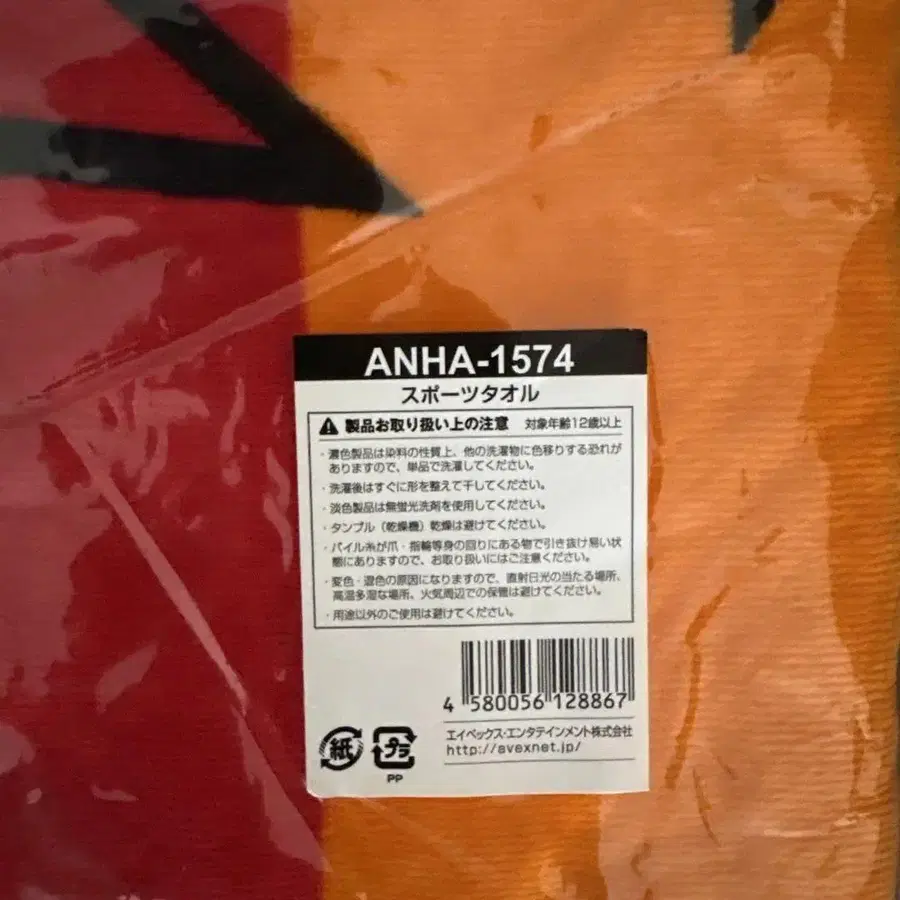 ANHA-1574
スポーツタオル
製品お取り扱い上の注意 対象年齢12歳以上
・濃色製品は染料の性質上、他の洗濯物に色移りする恐れが
ありますので、単品で洗濯してください。
・洗濯後はすぐに形を整えて干してください。
・淡色製品は無蛍光洗剤を使用してください。
・タンブル(乾燥機)乾燥は避けてください。
・パイル糸が爪・指輪等身の回りにある物で引き抜け易い状
態にありますので、お取り扱いにはご注意ください。
・変色・混色の原因になりますので、直射日光の当たる場所、
高温多湿な場所、火気周辺での保管は避けてください。
・用途以外のご使用は避けてください。
4 580056 128867
エイベックス・エンタテインメント株式会社
http://avexnet.jp/
紙
プラ
PP